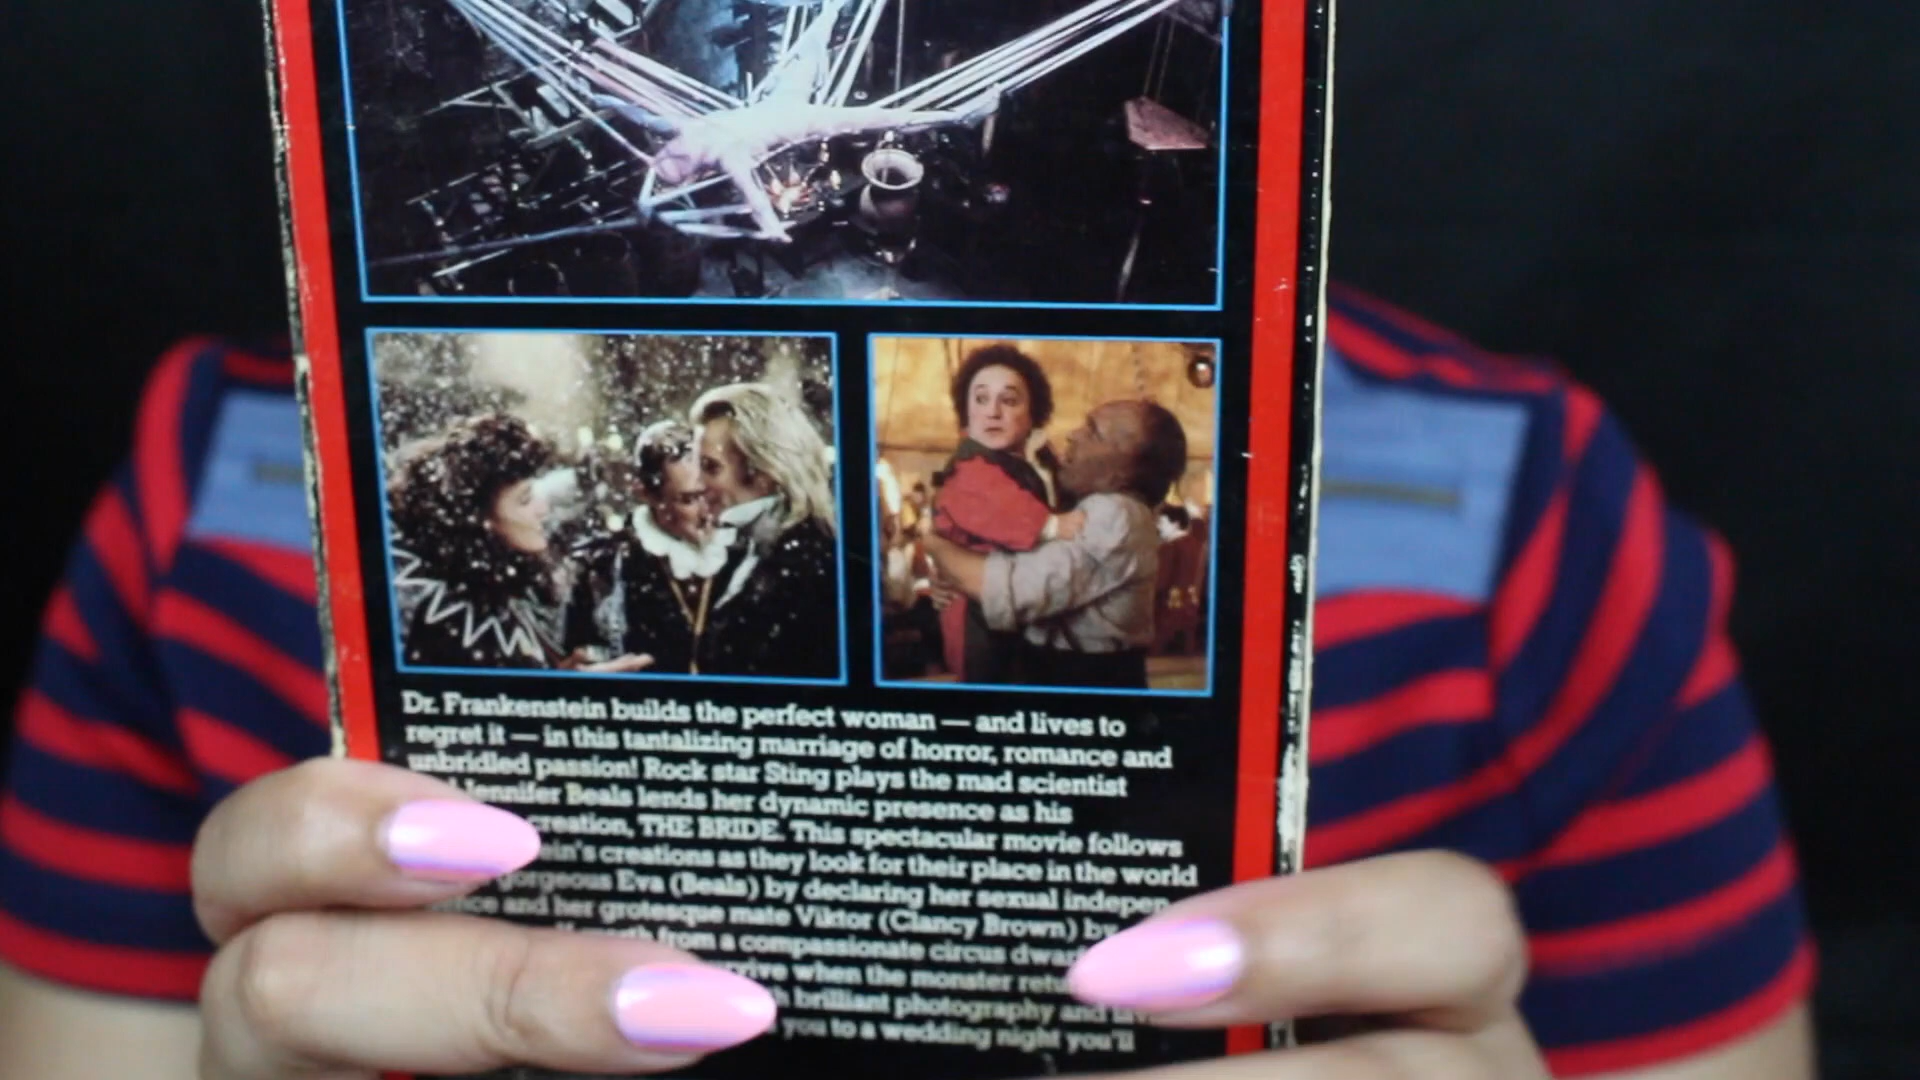 Dr. Frankenstein builds the perfect woman — and lives to
regret it — in this tantalizing marriage of horror, romance and
unbridled passion! Rock star Sting plays the mad scientist
Jennifer Beals lends her dynamic presence as his
creation, THE BRIDE. This spectacular movie follows
creations as they look for their place in the world
gorgeous Eva (Beals) by declaring her sexual indepen-
and her grotesque mate Viktor (Clancy Brown) by
from a compassionate circus
when the monster
brilliant photography and
you to a wedding night you'll